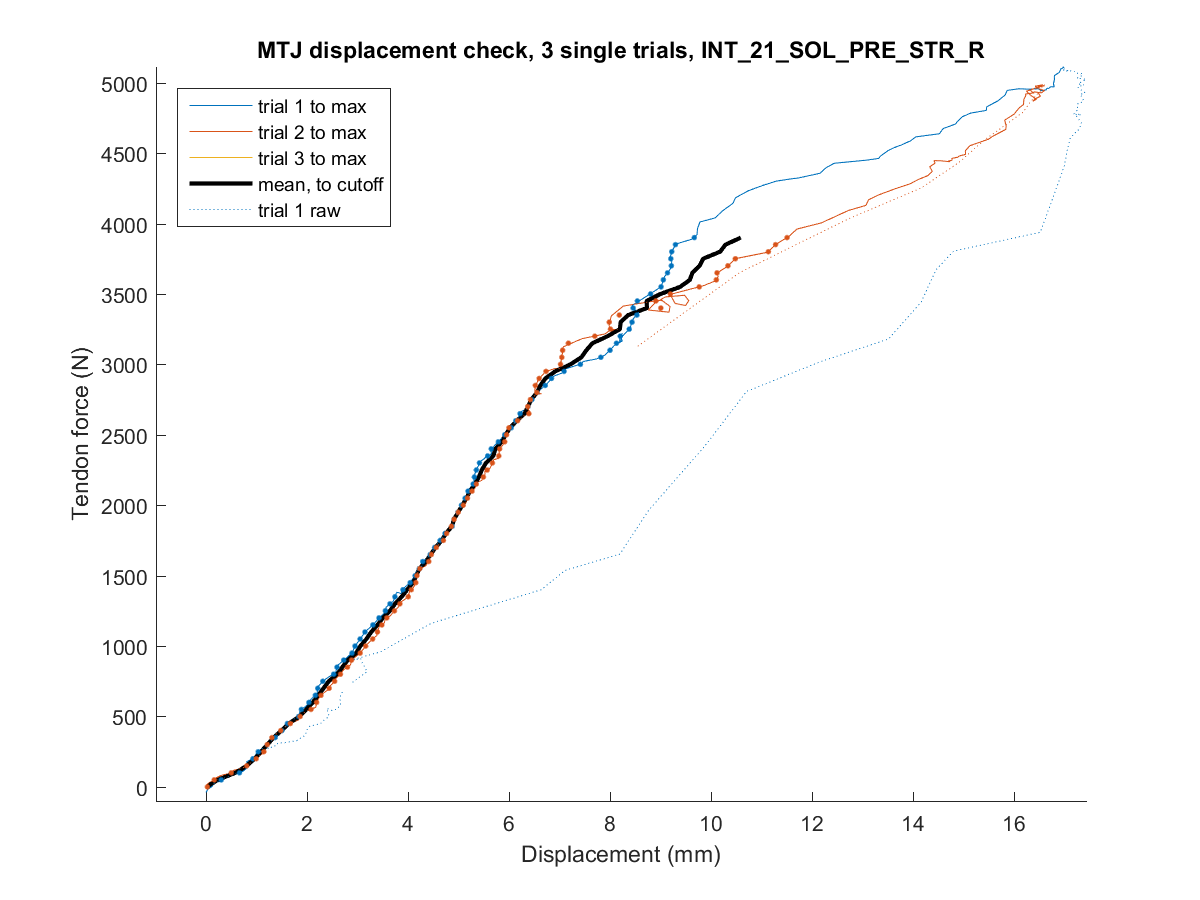 MTJ displacement check, 3 single trials, INT_21_SOL_PRE_STR_R
trial 1 to max
trial 2 to max
trial 3 to max
mean, to cutoff
trial 1 raw
5000
4500
4000
3500
3000
2500
2000
1500
1000
500
0
Tendon force (N)
0 2 4 6 8 10 12 14 16
Displacement (mm)